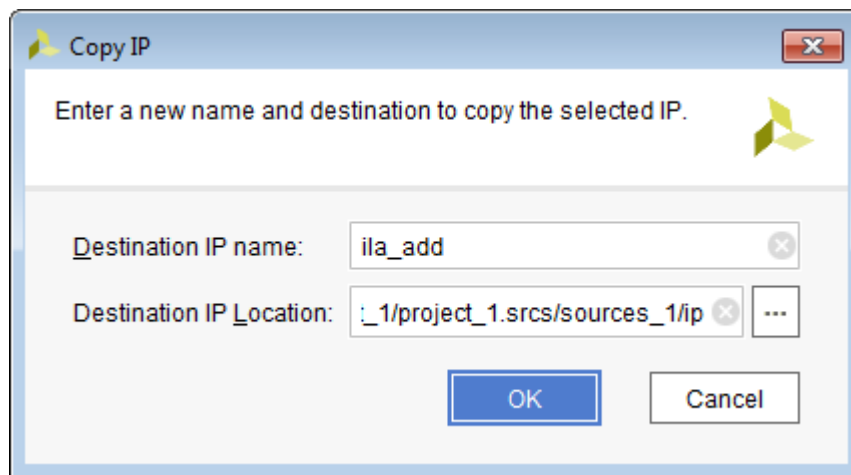 Copy IP
Enter a new name and destination to copy the selected IP.
Destination IP name: ila_add
Destination IP Location: :_1/project_1.srcs/sources_1/ip ...
OK Cancel